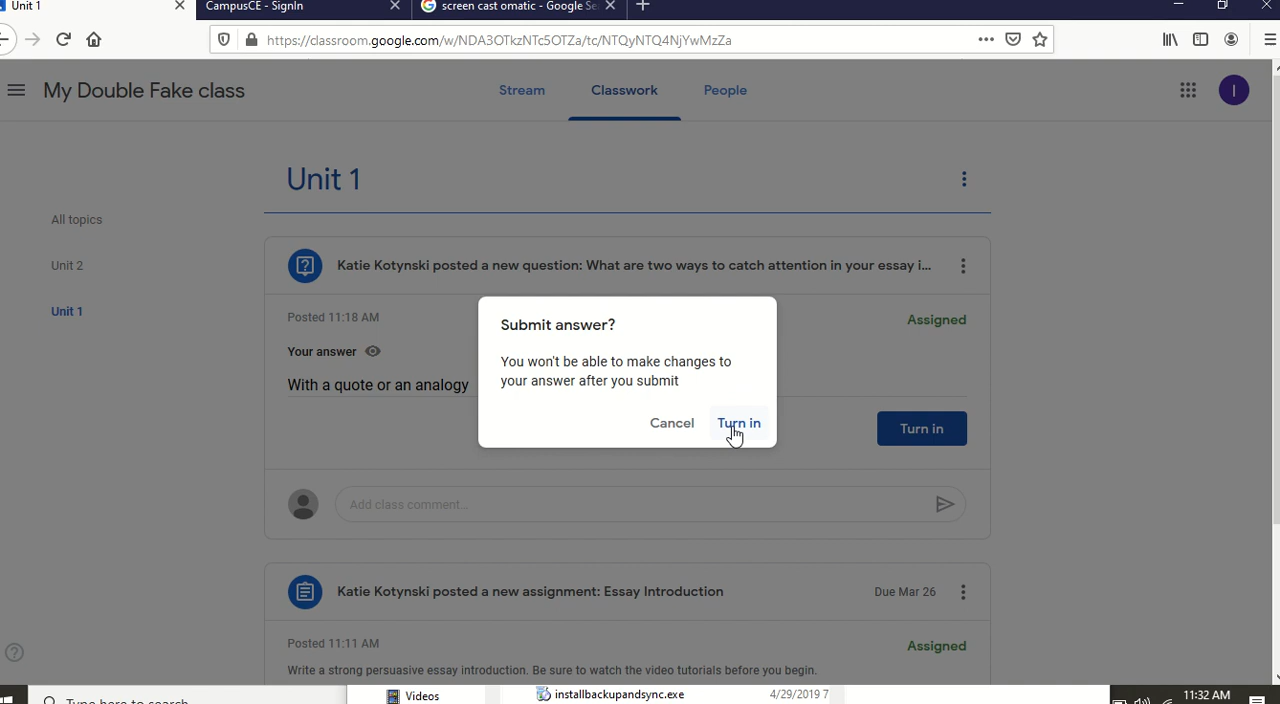 Unit 1
CampusCE - SignIn
screen cast omatic - Google Se
https://classroom.google.com/w/NDA3OTkzNTc5OTZa/tc/NTQyNTQ4NjYwMzZa
My Double Fake class
Stream
Classwork
People
I
Unit 1
All topics
Unit 2
Unit 1
Katie Kotynski posted a new question: What are two ways to catch attention in your essay i...
Posted 11:18 AM
Assigned
Your answer
With a quote or an analogy
Submit answer?
You won't be able to make changes to
your answer after you submit
Cancel
Turn in
Turn in
Add class comment...
Katie Kotynski posted a new assignment: Essay Introduction
Due Mar 26
Posted 11:11 AM
Assigned
Write a strong persuasive essay introduction. Be sure to watch the video tutorials before you begin.
Type here to search
Videos
installbackupandsync.exe
4/29/2019 7
11:32 AM